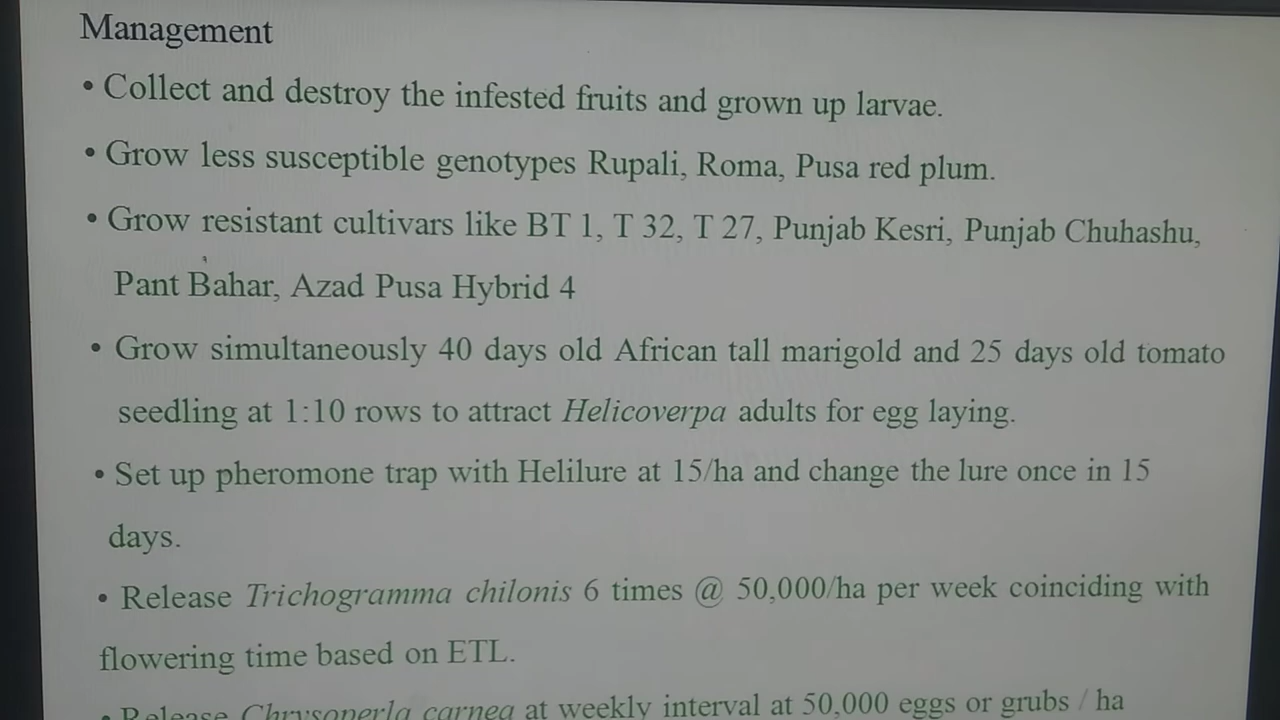 Management
• Collect and destroy the infested fruits and grown up larvae.
• Grow less susceptible genotypes Rupali, Roma, Pusa red plum.
• Grow resistant cultivars like BT 1, T 32, T 27, Punjab Kesri, Punjab Chuhashu,
Pant Bahar, Azad Pusa Hybrid 4
• Grow simultaneously 40 days old African tall marigold and 25 days old tomato
seedling at 1:10 rows to attract Helicoverpa adults for egg laying.
• Set up pheromone trap with Helilure at 15/ha and change the lure once in 15
days.
• Release Trichogramma chilonis 6 times @ 50,000/ha per week coinciding with
flowering time based on ETL.
• Release Chrysoperla carnea at weekly interval at 50,000 eggs or grubs / ha